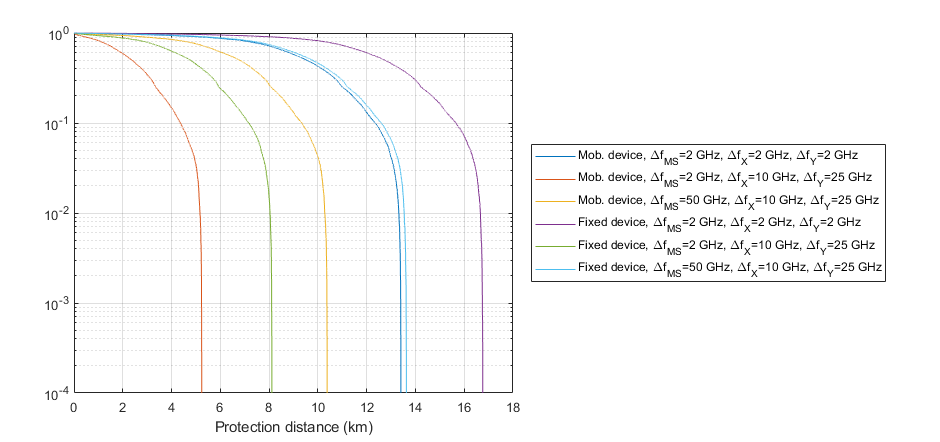 10^0
10^-1
10^-2
10^-3
10^-4
0 2 4 6 8 10 12 14 16 18
Protection distance (km)
Mob. device, Δf_MS=2 GHz, Δf_X=2 GHz, Δf_Y=2 GHz
Mob. device, Δf_MS=2 GHz, Δf_X=10 GHz, Δf_Y=25 GHz
Mob. device, Δf_MS=50 GHz, Δf_X=10 GHz, Δf_Y=25 GHz
Fixed device, Δf_MS=2 GHz, Δf_X=2 GHz, Δf_Y=2 GHz
Fixed device, Δf_MS=2 GHz, Δf_X=10 GHz, Δf_Y=25 GHz
Fixed device, Δf_MS=50 GHz, Δf_X=10 GHz, Δf_Y=25 GHz